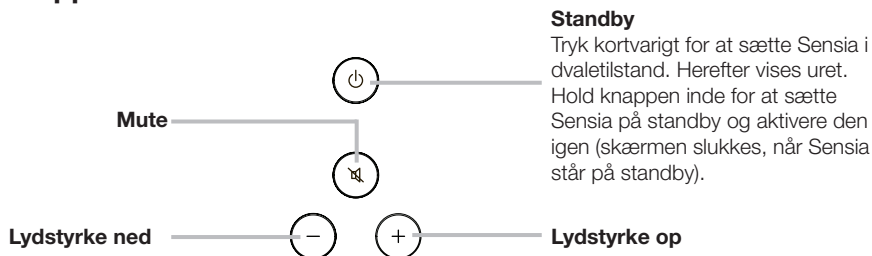 Standby
Tryk kortvarigt for at sætte Sensia i
dvaletilstand. Herefter vises uret.
Hold knappen inde for at sætte
Sensia på standby og aktivere den
igen (skærmen slukkes, når Sensia
står på standby).
Mute
Lydstyrke ned
Lydstyrke op